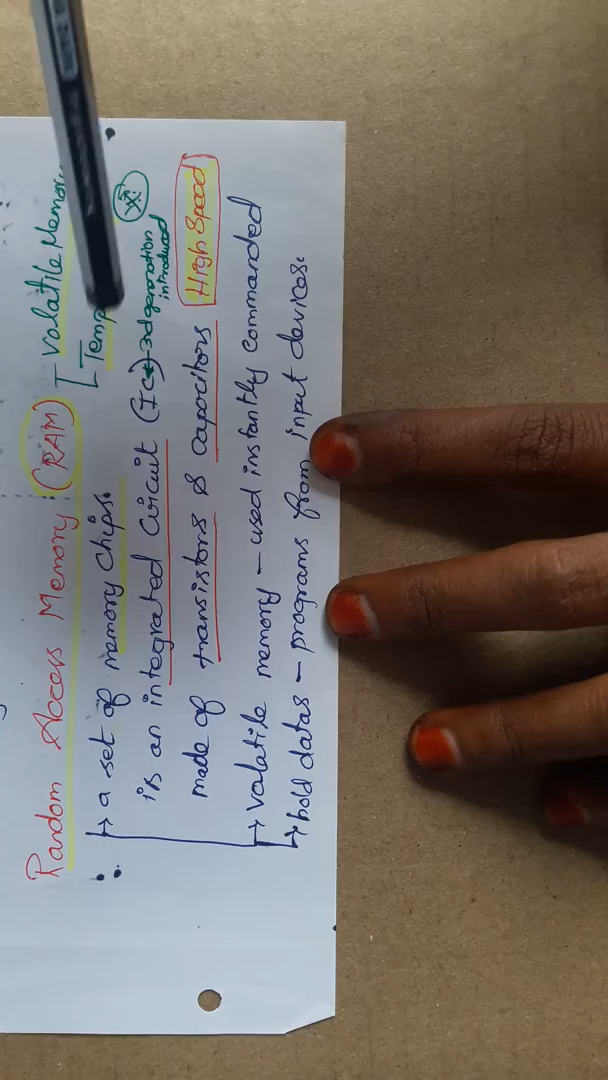 Random Access Memory (RAM)
[ Volatile Memory
Temp
↳ a set of memory chips.
is an integrated circuit (IC) → 3rd generation
introduced
made of transistors & capacitors High Speed
↳ volatile memory – used instantly commanded
↳ hold datas – programs from input devices.